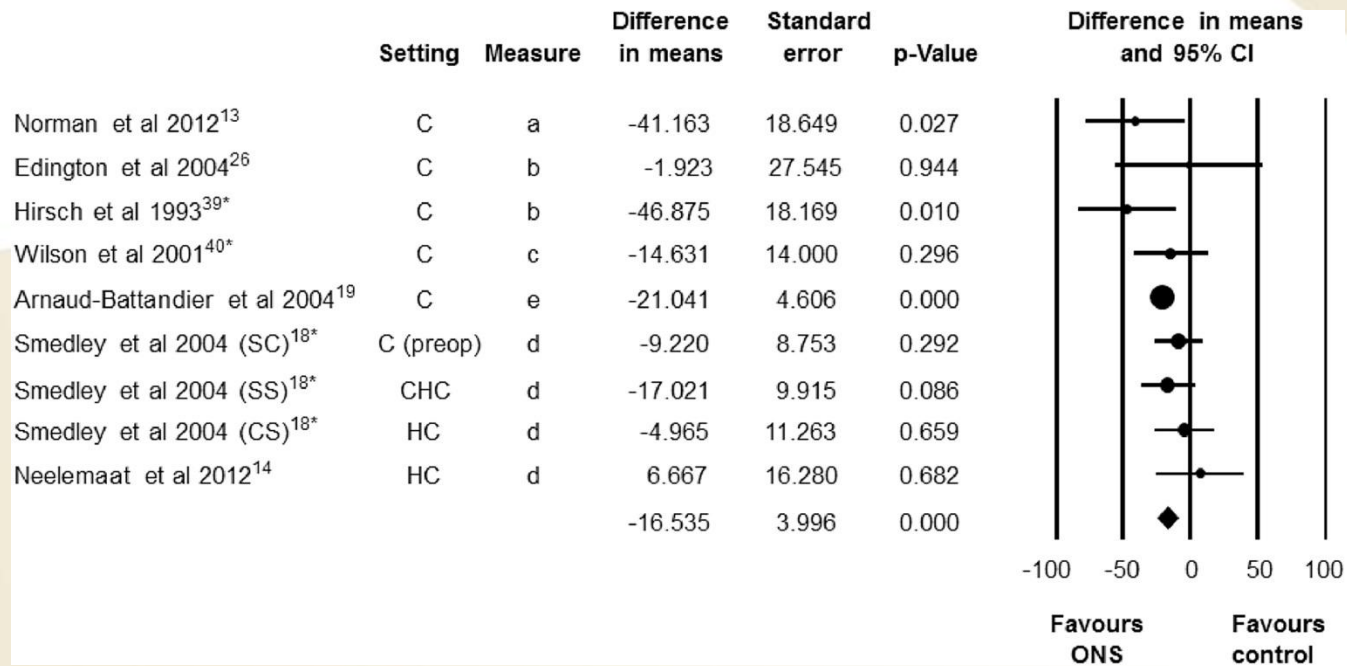 Setting Measure Difference in means Standard error p-Value Difference in means and 95% CI
Norman et al 2012¹³ C a -41.163 18.649 0.027
Edington et al 2004²⁶ C b -1.923 27.545 0.944
Hirsch et al 1993³⁹* C b -46.875 18.169 0.010
Wilson et al 2001⁴⁰* C c -14.631 14.000 0.296
Arnaud-Battandier et al 2004¹⁹ C e -21.041 4.606 0.000
Smedley et al 2004 (SC)¹⁸* C (preop) d -9.220 8.753 0.292
Smedley et al 2004 (SS)¹⁸* CHC d -17.021 9.915 0.086
Smedley et al 2004 (CS)¹⁸* HC d -4.965 11.263 0.659
Neelemaat et al 2012¹⁴ HC d 6.667 16.280 0.682
-16.535 3.996 0.000
-100 -50 0 50 100
Favours ONS Favours control